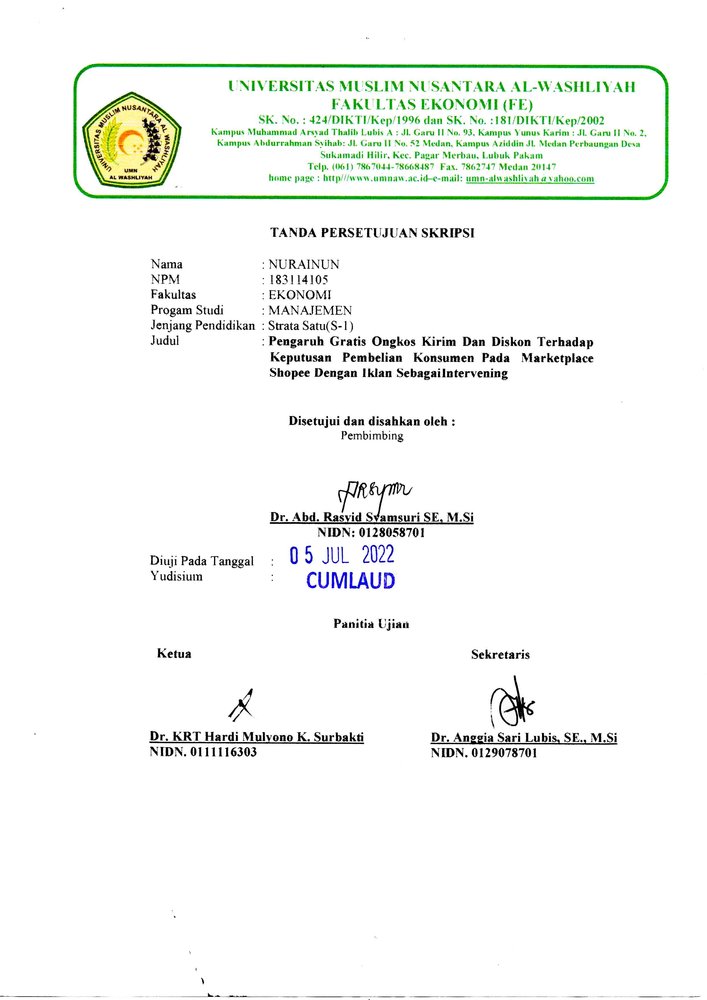 UNIVERSITAS MUSLIM NUSANTARA AL-WASHLIYAH
FAKULTAS EKONOMI (FE)
SK. No. : 424/DIKTI/Kep/1996 dan SK. No. :181/DIKTI/Kep/2002
Kampus Muhammad Arsyad Thalib Lubis A : Jl. Garu II No. 93, Kampus Yunus Karim : Jl. Garu II No. 2,
Kampus Abdurrahman Syihab: Jl. Garu II No. 52 Medan, Kampus Aziddin Jl. Medan Perbaungan Desa
Sukamadi Hilir, Kec. Pagar Merbau, Lubuk Pakam
Telp. (061) 7867044-78668487 Fax. 7862747 Medan 20147
home page : http///www.umnaw.ac.id–e-mail: umn-alwashliyah@yahoo.com
UNIVERSITAS MUSLIM NUSANTARA AL WASHLIYAH
UMN
AL WASHLIYAH
TANDA PERSETUJUAN SKRIPSI
Nama : NURAINUN
NPM : 183114105
Fakultas : EKONOMI
Progam Studi : MANAJEMEN
Jenjang Pendidikan : Strata Satu(S-1)
Judul : Pengaruh Gratis Ongkos Kirim Dan Diskon Terhadap
Keputusan Pembelian Konsumen Pada Marketplace
Shopee Dengan Iklan SebagaiIntervening
Disetujui dan disahkan oleh :
Pembimbing
Dr. Abd. Rasyid Syamsuri SE, M.Si
NIDN: 0128058701
Diuji Pada Tanggal : 05 JUL 2022
Yudisium : CUMLAUD
Panitia Ujian
Ketua Sekretaris
Dr. KRT Hardi Mulyono K. Surbakti Dr. Anggia Sari Lubis, SE., M.Si
NIDN. 0111116303 NIDN. 0129078701